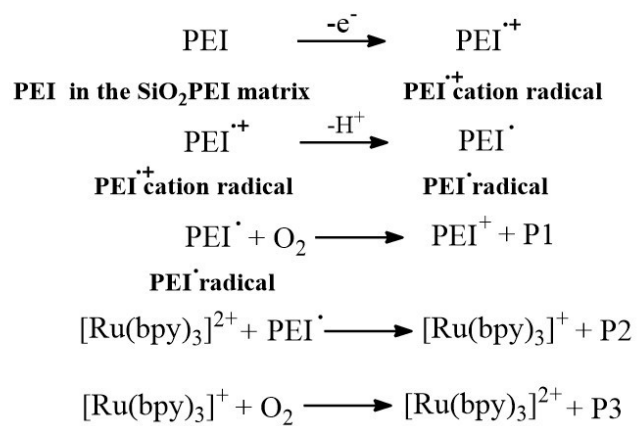 PEI -e⁻ → PEI•⁺
PEI in the SiO₂PEI matrix PEI•⁺cation radical
PEI•⁺ -H⁺ → PEI•
PEI•⁺cation radical PEI•radical
PEI• + O₂ → PEI⁺ + P1
PEI•radical
[Ru(bpy)₃]²⁺ + PEI• → [Ru(bpy)₃]⁺ + P2
[Ru(bpy)₃]⁺ + O₂ → [Ru(bpy)₃]²⁺ + P3